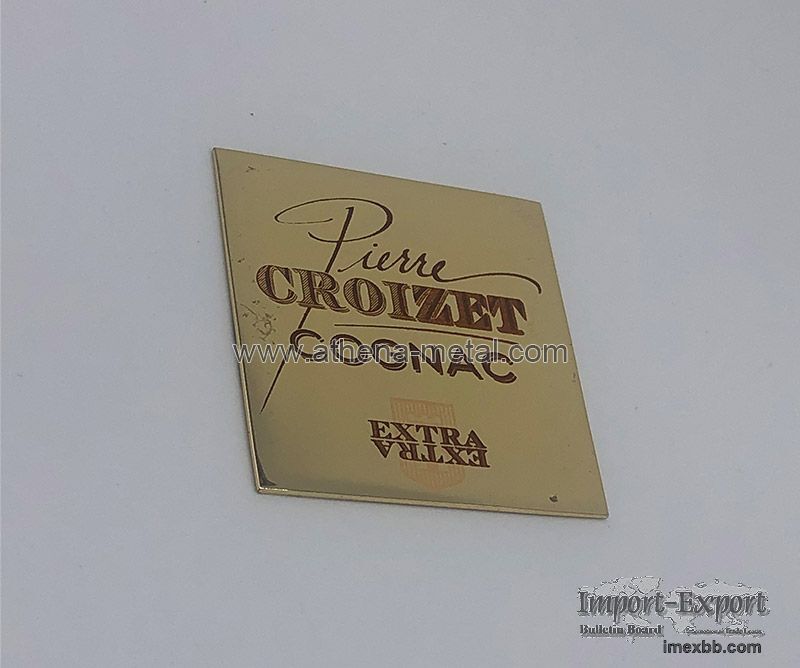 Pierre
CROIZET
COGNAC
www.athena-metal.com
EXTRA
EXTRA
Import-Export
Bulletin Board
imexbb.com